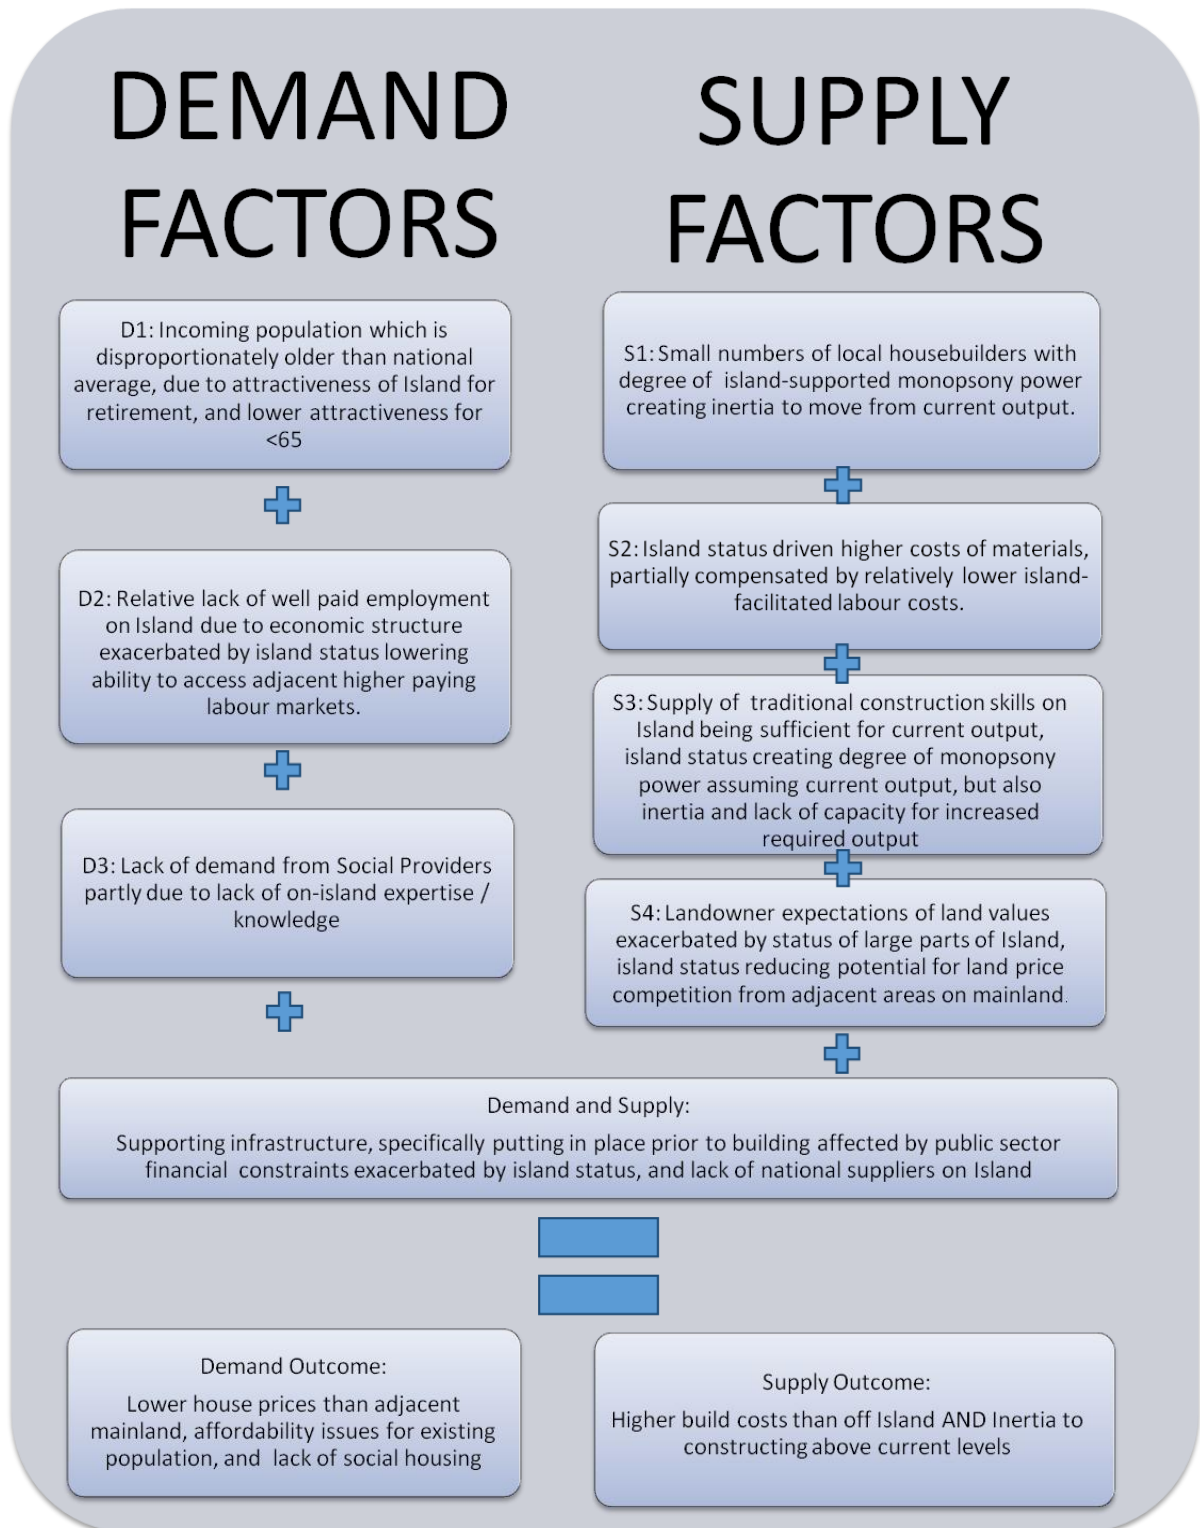 DEMAND
FACTORS
D1: Incoming population which is
disproportionately older than national
average, due to attractiveness of Island for
retirement, and lower attractiveness for
<65
D2: Relative lack of well paid employment
on Island due to economic structure
exacerbated by island status lowering
ability to access adjacent higher paying
labour markets.
D3: Lack of demand from Social Providers
partly due to lack of on-island expertise /
knowledge
SUPPLY
FACTORS
S1: Small numbers of local housebuilders with
degree of island-supported monopsony power
creating inertia to move from current output.
S2: Island status driven higher costs of materials,
partially compensated by relatively lower island-
facilitated labour costs.
S3: Supply of traditional construction skills on
Island being sufficient for current output,
island status creating degree of monopsony
power assuming current output, but also
inertia and lack of capacity for increased
required output
S4: Landowner expectations of land values
exacerbated by status of large parts of Island,
island status reducing potential for land price
competition from adjacent areas on mainland.
Demand and Supply:
Supporting infrastructure, specifically putting in place prior to building affected by public sector
financial constraints exacerbated by island status, and lack of national suppliers on Island
Demand Outcome:
Lower house prices than adjacent
mainland, affordability issues for existing
population, and lack of social housing
Supply Outcome:
Higher build costs than off Island AND Inertia to
constructing above current levels